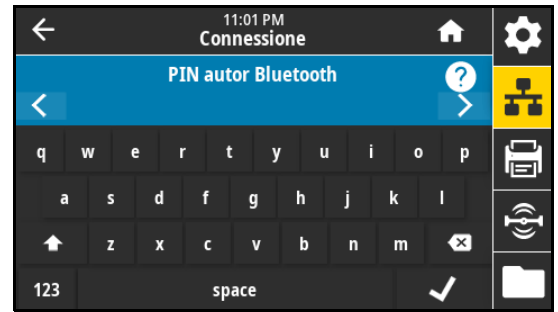 11:01 PM
Connessione
PIN autor Bluetooth
?
q w e r t y u i o p
a s d f g h j k l
z x c v b n m
123 space